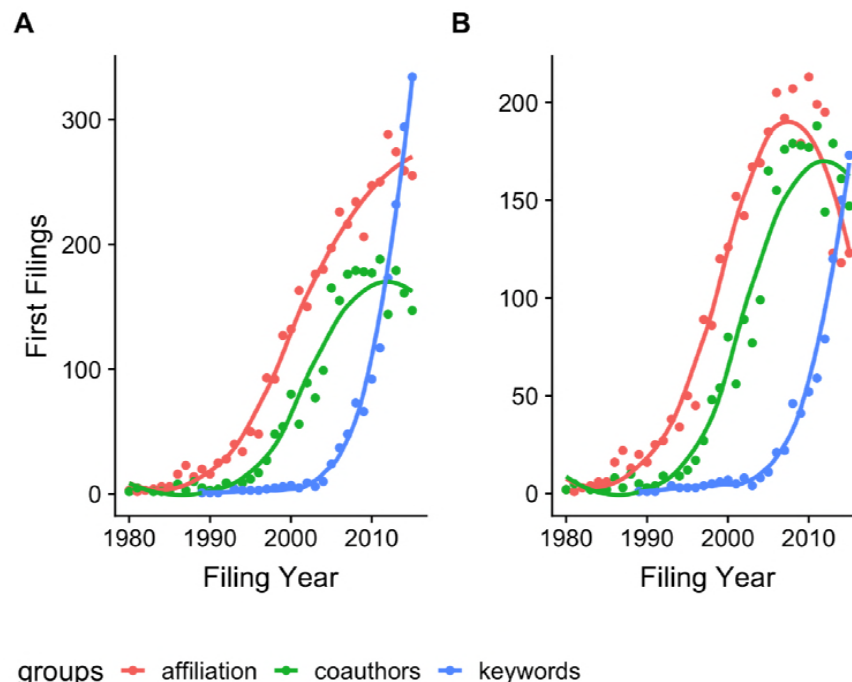 A
B
First Filings
300
200
100
0
200
150
100
50
0
1980 1990 2000 2010
1980 1990 2000 2010
Filing Year
Filing Year
groups affiliation coauthors keywords